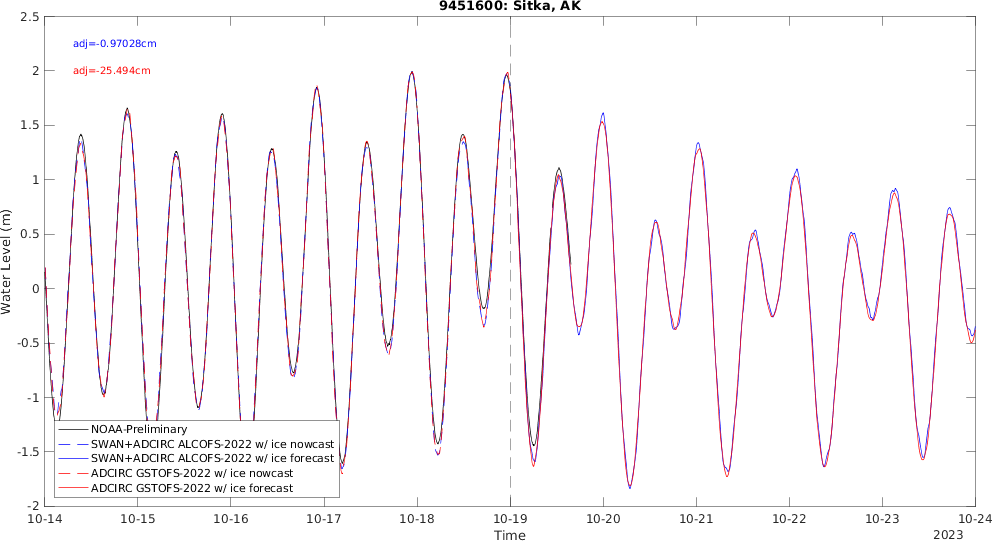 9451600: Sitka, AK
adj=-0.97028cm
adj=-25.494cm
Water Level (m)
2.5
2
1.5
1
0.5
0
-0.5
-1
-1.5
-2
NOAA-Preliminary
SWAN+ADCIRC ALCOFS-2022 w/ ice nowcast
SWAN+ADCIRC ALCOFS-2022 w/ ice forecast
ADCIRC GSTOFS-2022 w/ ice nowcast
ADCIRC GSTOFS-2022 w/ ice forecast
10-14 10-15 10-16 10-17 10-18 10-19 10-20 10-21 10-22 10-23 10-24
Time
2023